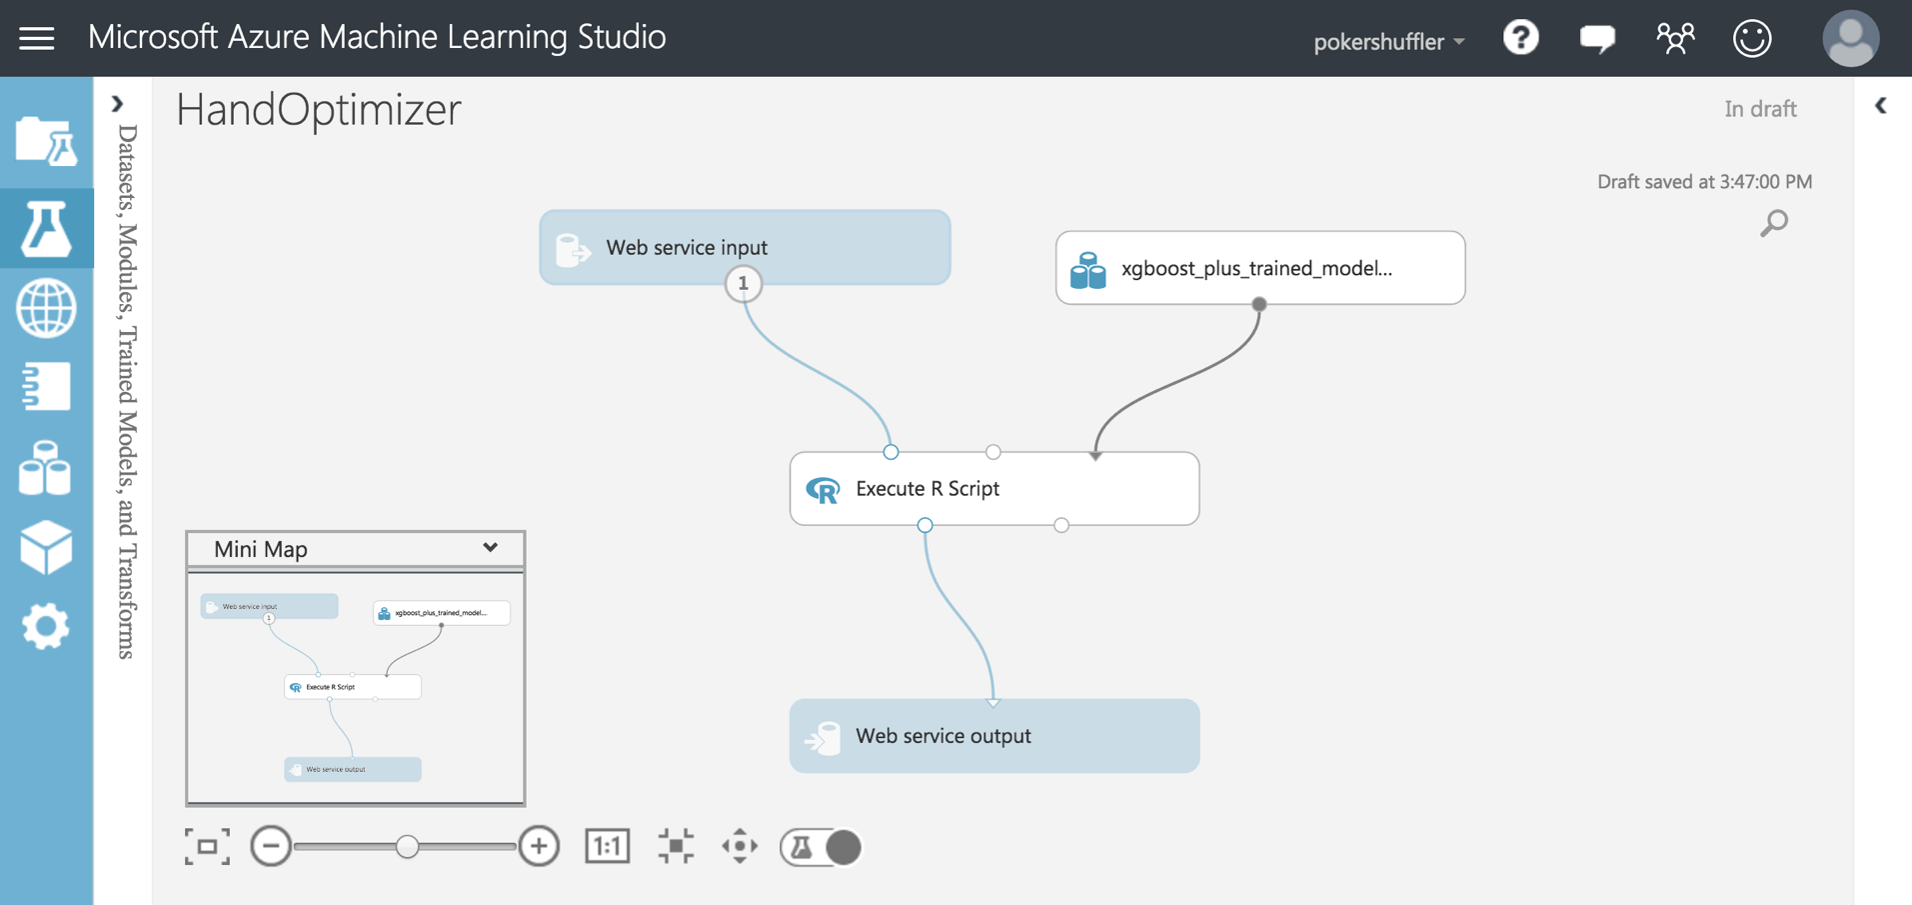 Microsoft Azure Machine Learning Studio
pokershuffler
?
Datasets, Modules, Trained Models, and Transforms
HandOptimizer
In draft
Draft saved at 3:47:00 PM
Web service input
1
xgboost_plus_trained_model...
R
Execute R Script
Web service output
Mini Map
Web service input
1
xgboost_plus_trained_model...
R
Execute R Script
Web service output
1:1